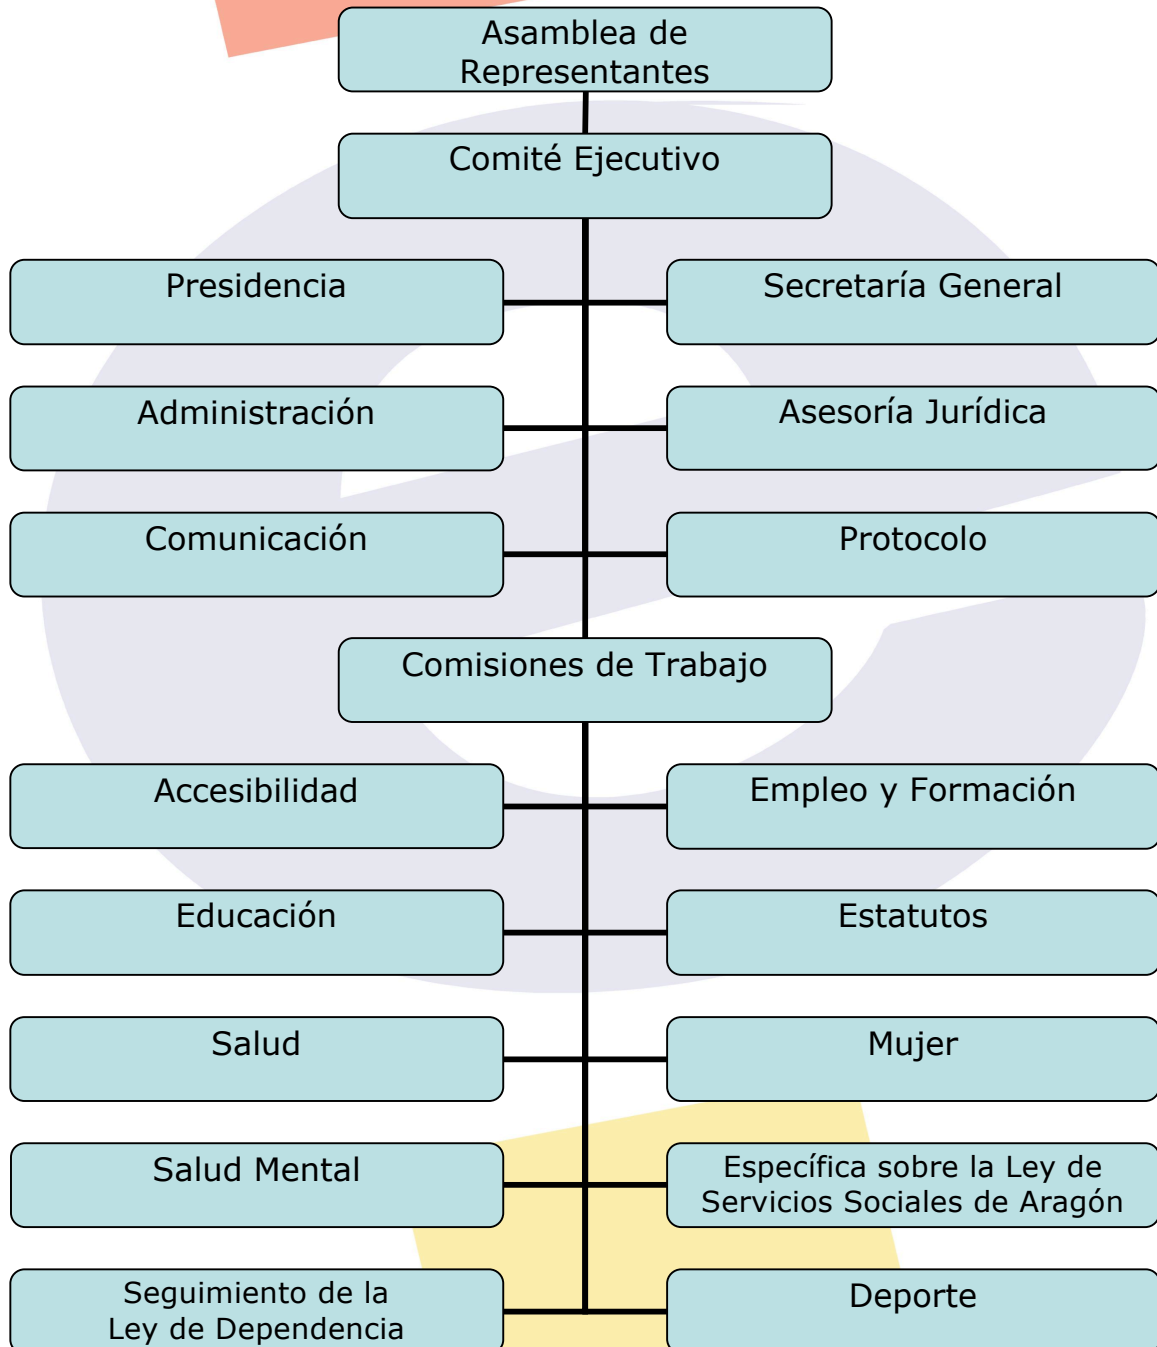 Asamblea de
Representantes
Comité Ejecutivo
Presidencia
Secretaría General
Administración
Asesoría Jurídica
Comunicación
Protocolo
Comisiones de Trabajo
Accesibilidad
Empleo y Formación
Educación
Estatutos
Salud
Mujer
Salud Mental
Específica sobre la Ley de
Servicios Sociales de Aragón
Seguimiento de la
Ley de Dependencia
Deporte